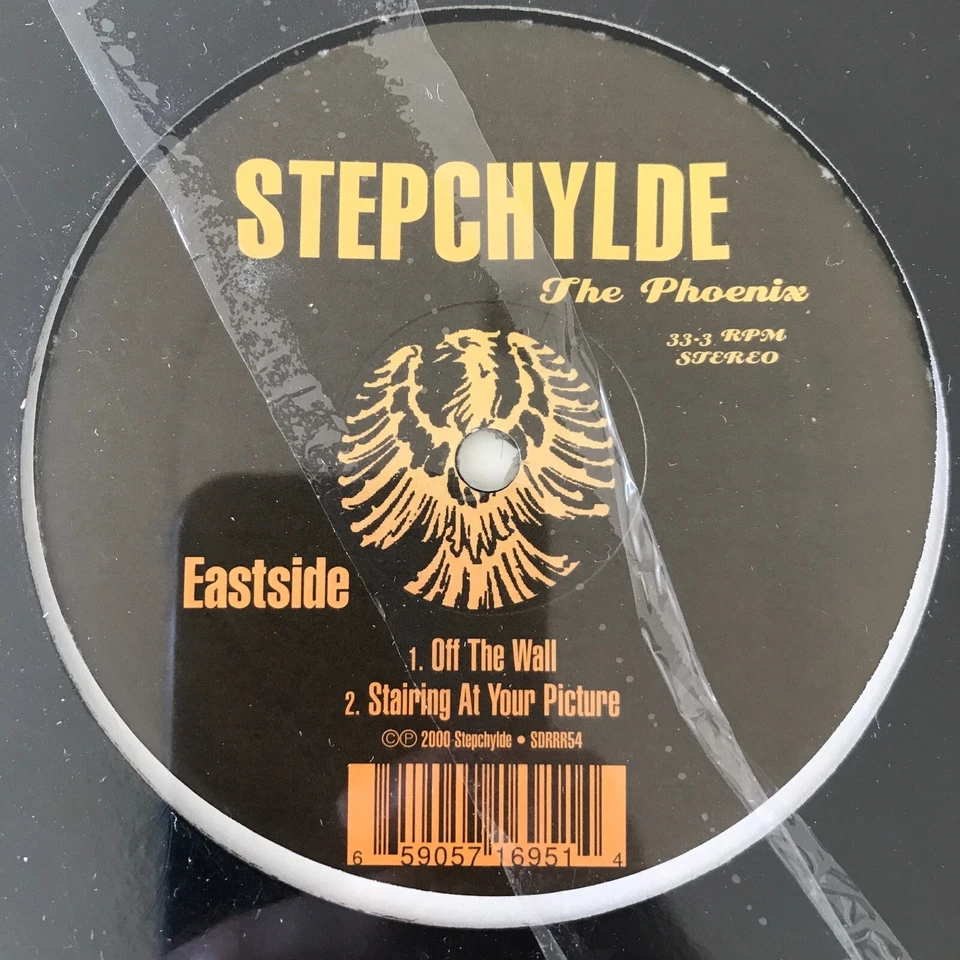 STEPCHYLDE
The Phoenix
33·3 RPM
STEREO
Eastside
1. Off The Wall
2. Stairing At Your Picture
©℗ 2000 Stepchylde • SDRRR54
6 59057 16951 4